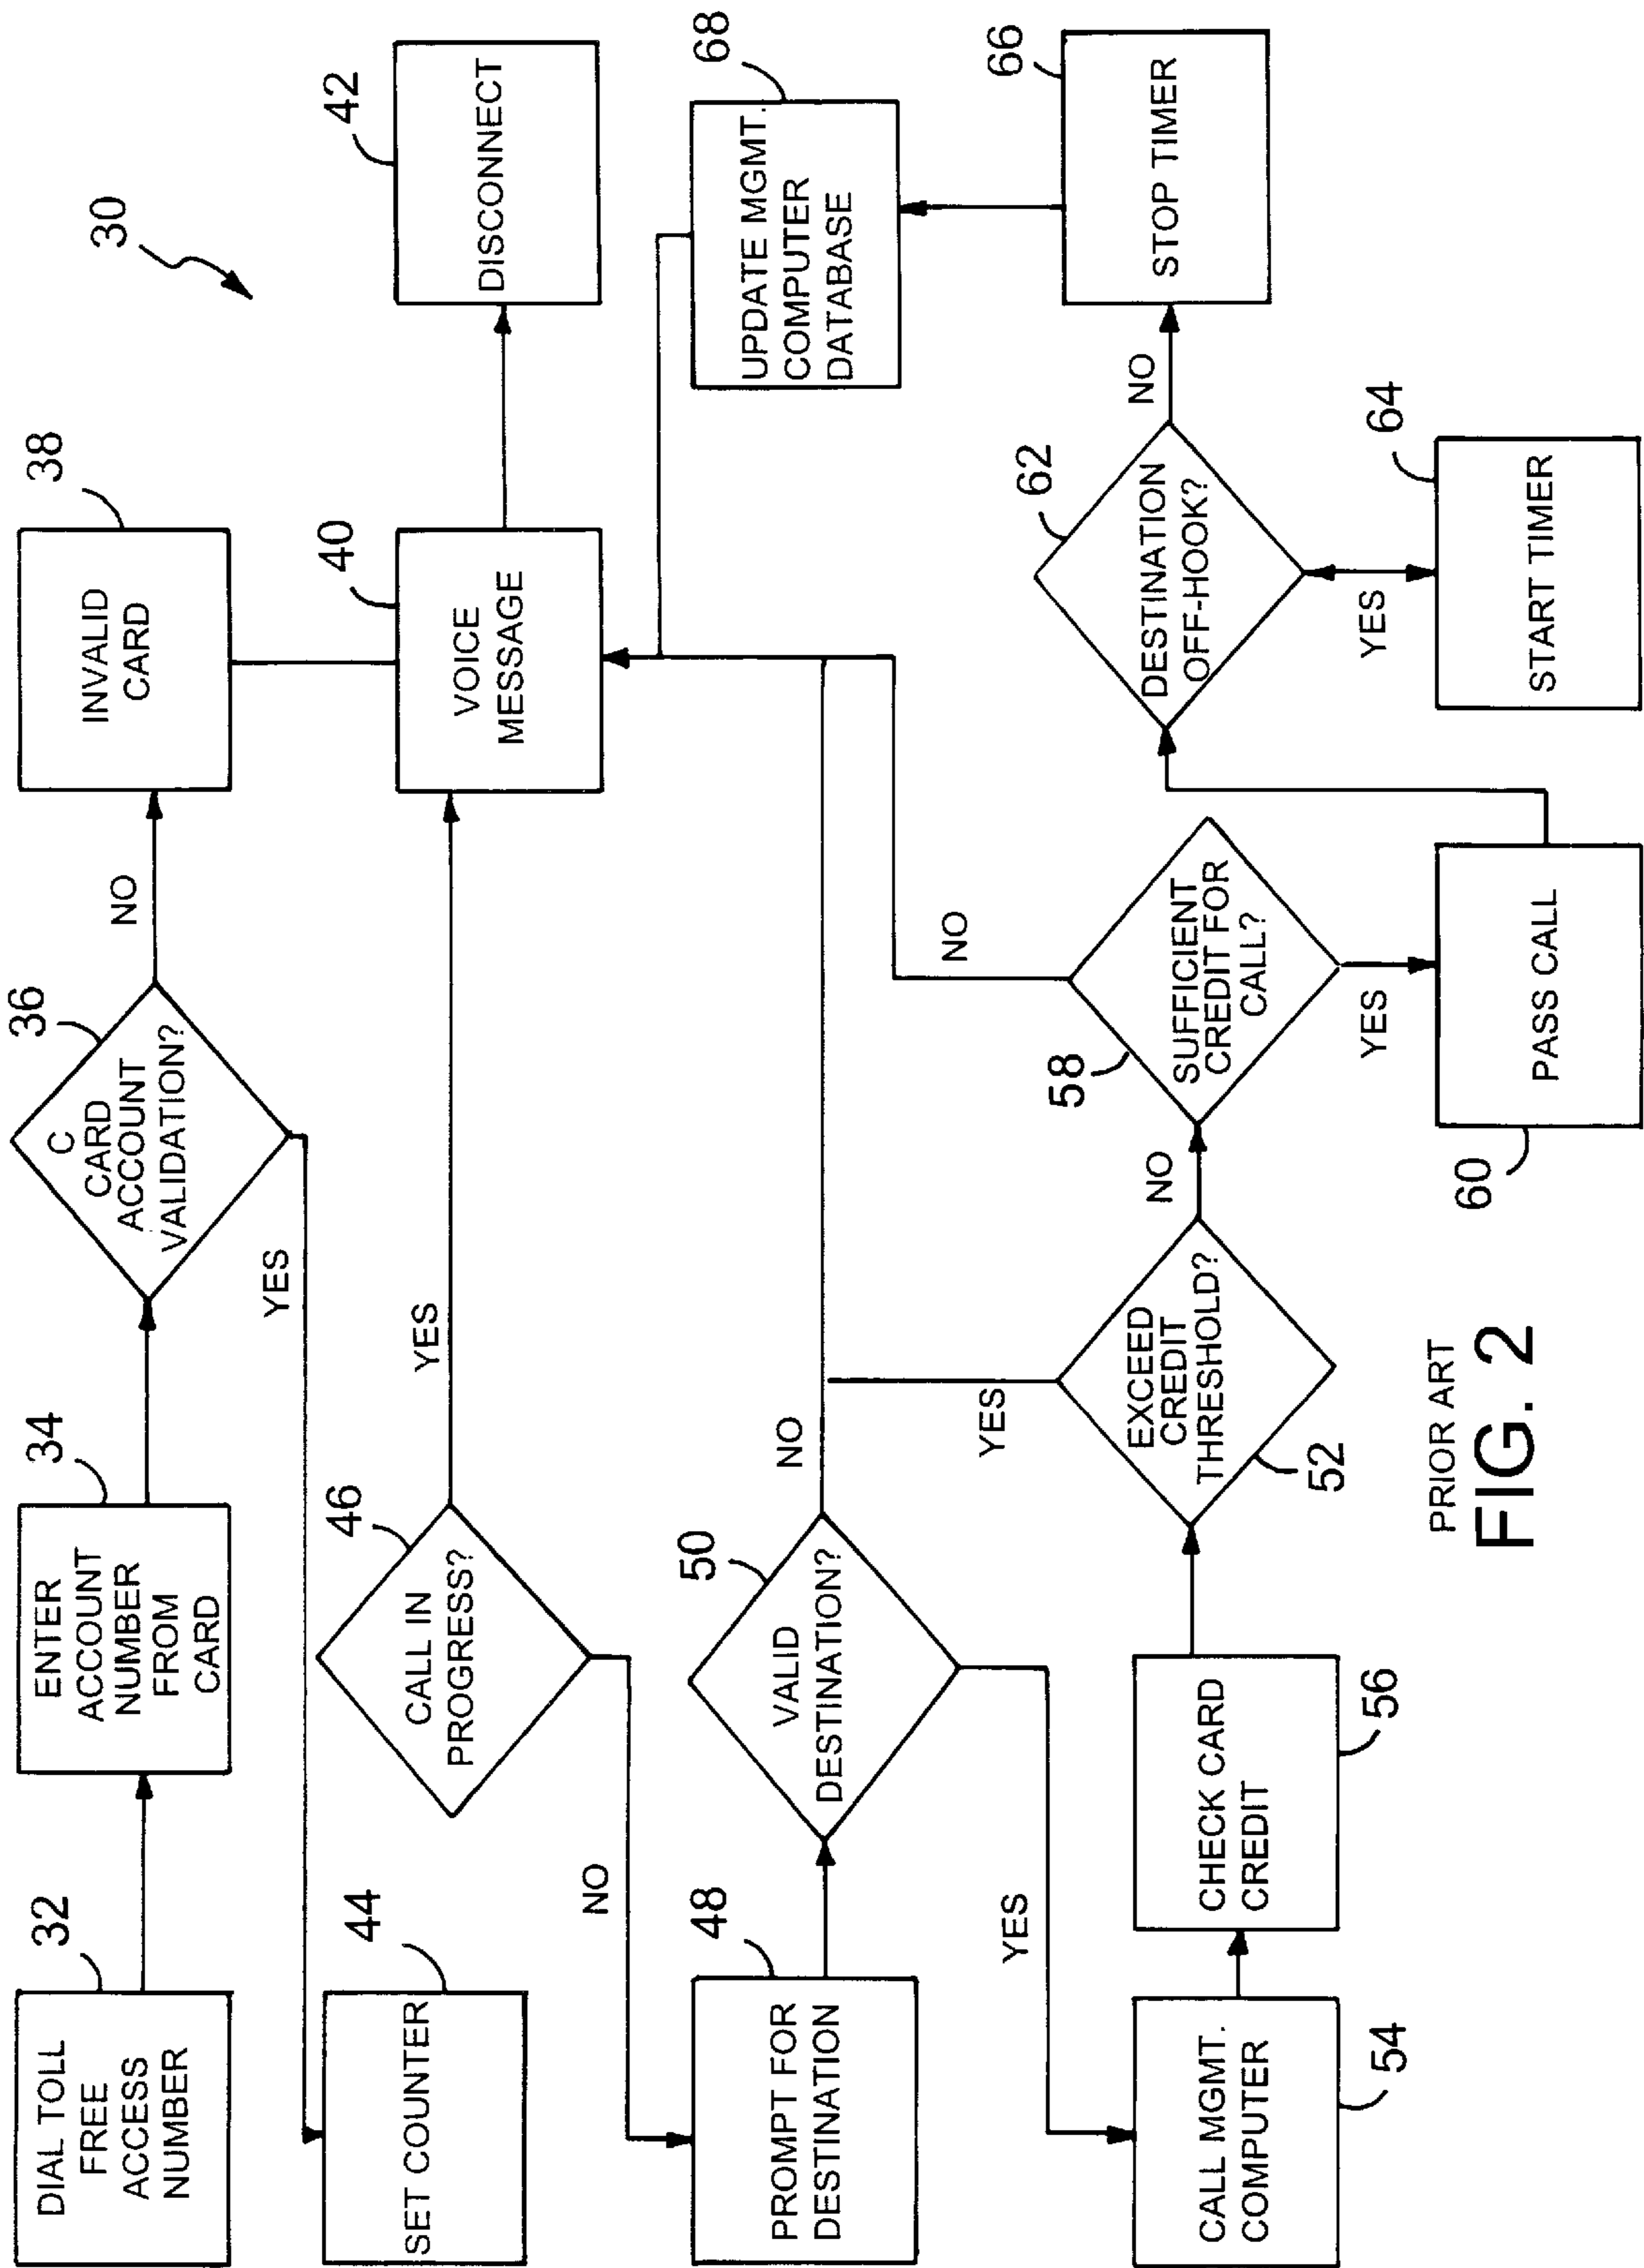 30
32
DIAL TOLL
FREE
ACCESS
NUMBER
34
ENTER
ACCOUNT
NUMBER
FROM
CARD
36
C
CARD
ACCOUNT
VALIDATION?
NO
YES
38
INVALID
CARD
44
SET COUNTER
46
CALL IN
PROGRESS?
YES
NO
40
VOICE
MESSAGE
42
DISCONNECT
48
PROMPT FOR
DESTINATION
50
VALID
DESTINATION?
NO
YES
68
UPDATE MGMT.
COMPUTER
DATABASE
CALL MGMT.
COMPUTER
54
CHECK CARD
CREDIT
56
EXCEED
CREDIT
THRESHOLD?
52
YES
NO
SUFFICIENT
CREDIT FOR
CALL?
58
NO
YES
62
DESTINATION
OFF-HOOK?
NO
YES
66
STOP TIMER
PASS CALL
60
64
START TIMER
PRIOR ART
FIG. 2